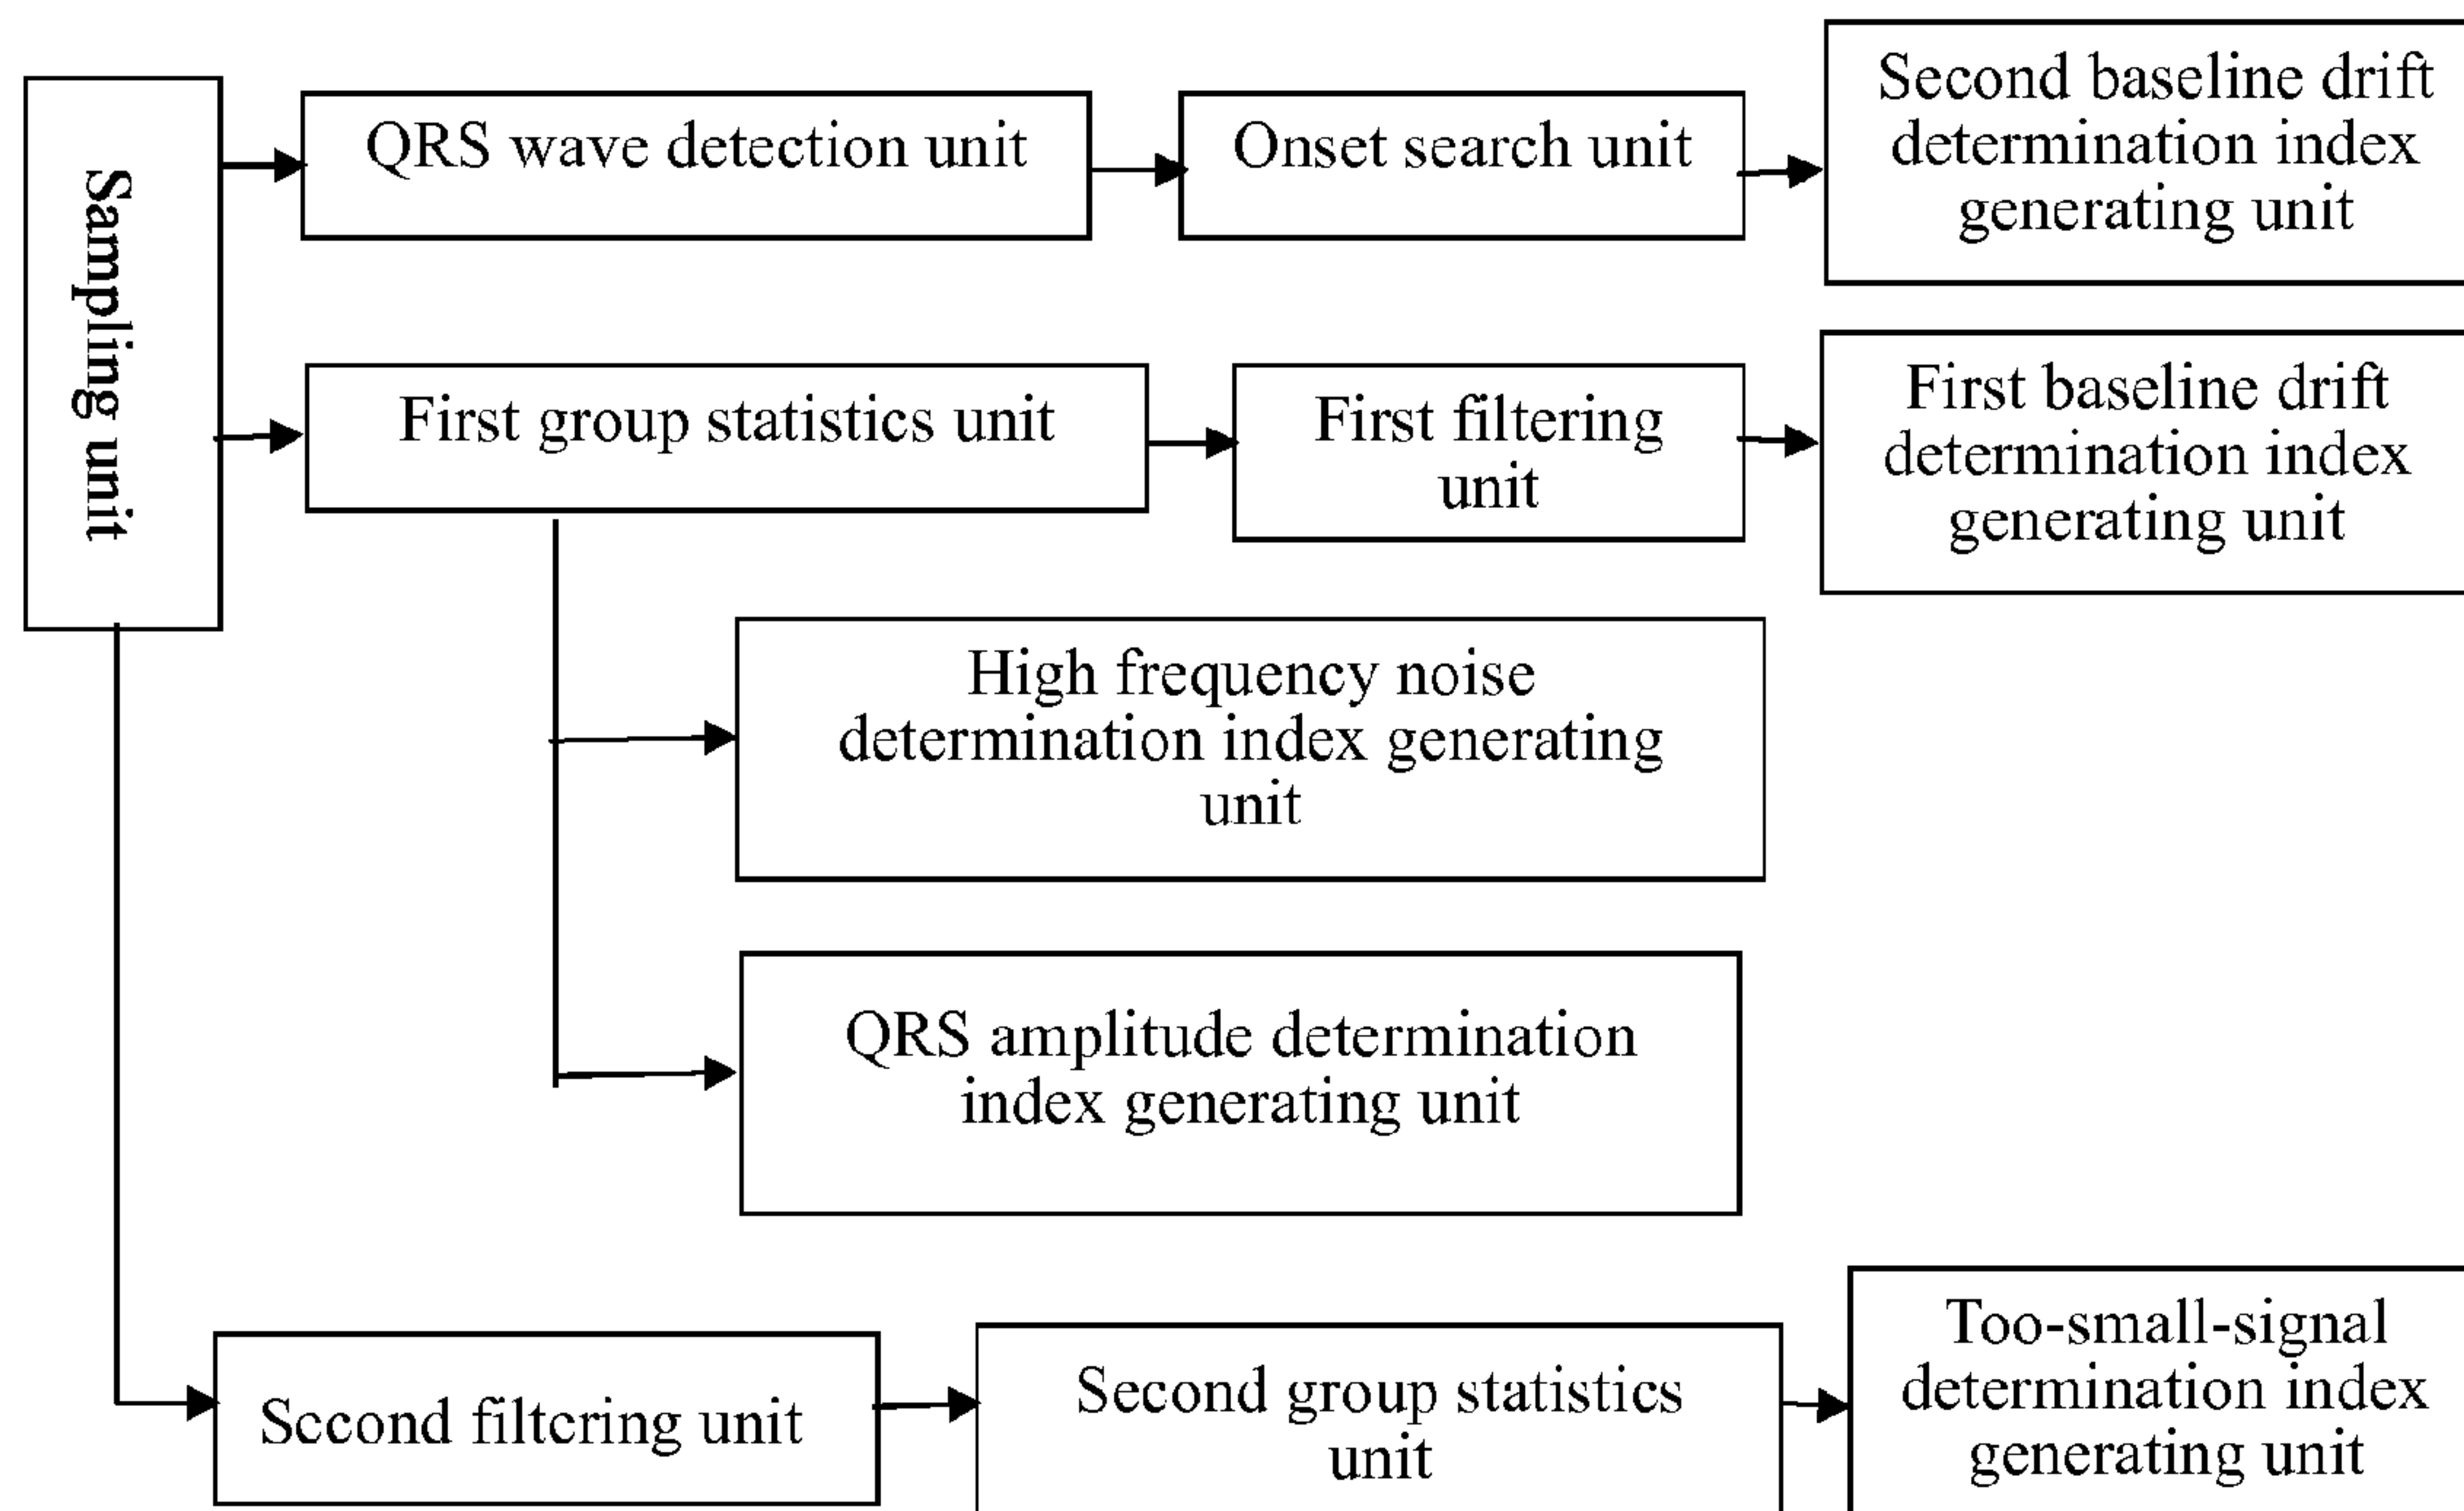 Sampling unit
QRS wave detection unit
Onset search unit
Second baseline drift
determination index
generating unit
First group statistics unit
First filtering
unit
First baseline drift
determination index
generating unit
High frequency noise
determination index generating
unit
QRS amplitude determination
index generating unit
Second filtering unit
Second group statistics
unit
Too-small-signal
determination index
generating unit